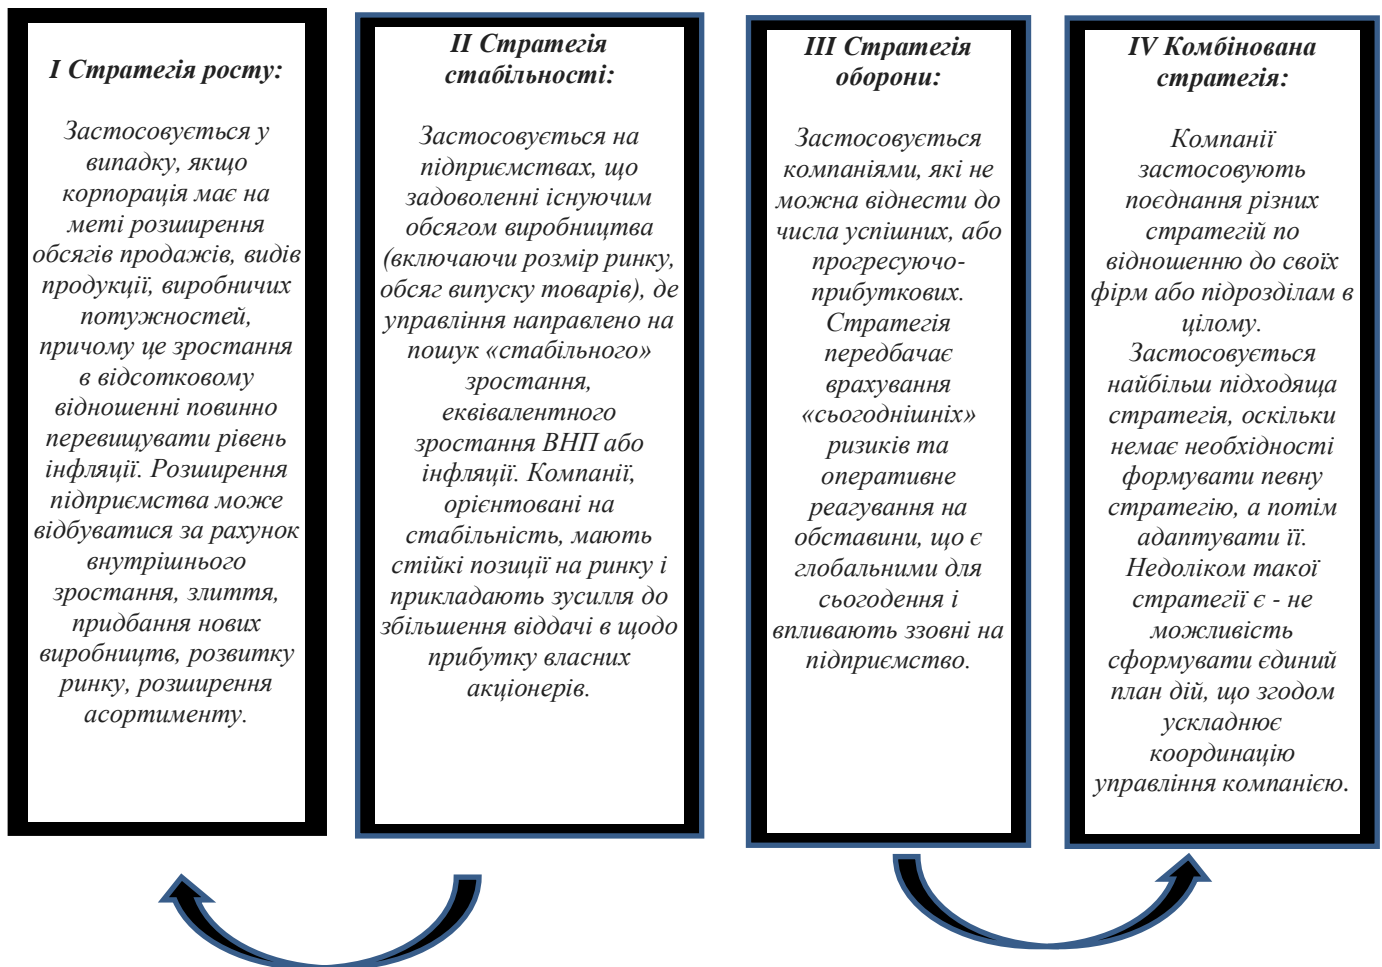 I Стратегія росту:
Застосовується у
випадку, якщо
корпорація має на
меті розширення
обсягів продажів, видів
продукції, виробничих
потужностей,
причому це зростання
в відсотковому
відношенні повинно
перевищувати рівень
інфляції. Розширення
підприємства може
відбуватися за рахунок
внутрішнього
зростання, злиття,
придбання нових
виробництв, розвитку
ринку, розширення
асортименту.
II Стратегія
стабільності:
Застосовується на
підприємствах, що
задоволенні існуючим
обсягом виробництва
(включаючи розмір ринку,
обсяг випуску товарів), де
управління направлено на
пошук «стабільного»
зростання,
еквівалентного
зростання ВНП або
інфляції. Компанії,
орієнтовані на
стабільність, мають
стійкі позиції на ринку і
прикладають зусилля до
збільшення віддачі в щодо
прибутку власних
акціонерів.
III Стратегія
оборони:
Застосовується
компаніями, які не
можна віднести до
числа успішних, або
прогресуючо-
прибуткових.
Стратегія
передбачає
врахування
«сьогоднішніх»
ризиків та
оперативне
реагування на
обставини, що є
глобальними для
сьогодення і
впливають ззовні на
підприємство.
IV Комбінована
стратегія:
Компанії
застосовують
поєднання різних
стратегій по
відношенню до своїх
фірм або підрозділам в
цілому.
Застосовується
найбільш підходяща
стратегія, оскільки
немає необхідності
формувати певну
стратегію, а потім
адаптувати її.
Недоліком такої
стратегії є - не
можливість
сформувати єдиний
план дій, що згодом
ускладнює
координацію
управління компанією.